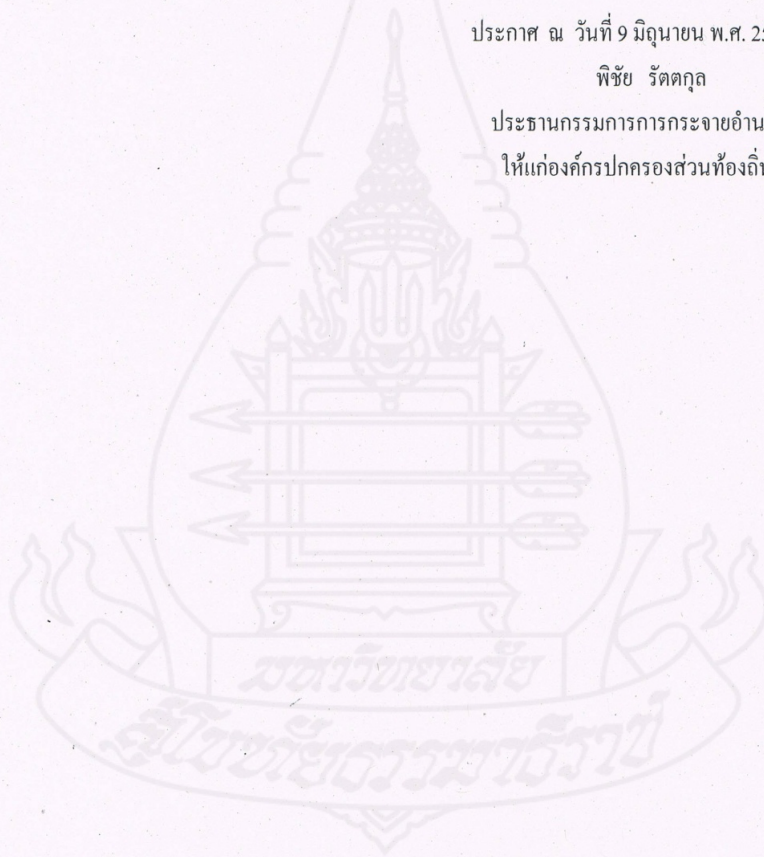 ประกาศ ณ วันที่ 9 มิถุนายน พ.ศ.
พิชัย รัตตกุล
ประธานกรรมการการกระจายอำน
ให้แก่องค์กรปกครองส่วนท้องถิ่น
มหาวิทยาลัย
สุโขทัยธรรมาธิราช